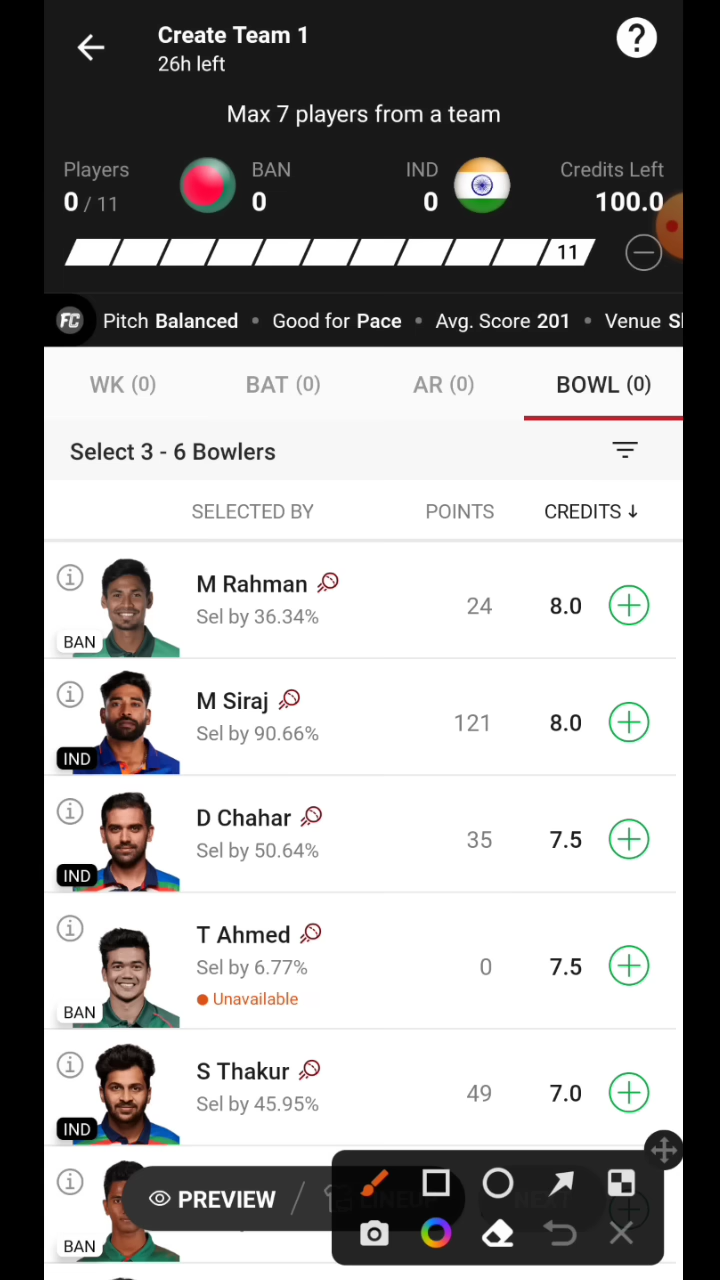 Create Team 1
26h left
?
Max 7 players from a team
Players BAN IND Credits Left
0 / 11 0 0 100.0
11
FC Pitch Balanced • Good for Pace • Avg. Score 201 • Venue
WK (0) BAT (0) AR (0) BOWL (0)
Select 3 - 6 Bowlers
SELECTED BY POINTS CREDITS ↓
M Rahman
Sel by 36.34% 24 8.0
BAN
M Siraj
Sel by 90.66% 121 8.0
IND
D Chahar
Sel by 50.64% 35 7.5
IND
T Ahmed
Sel by 6.77% 0 7.5
Unavailable
BAN
S Thakur
Sel by 45.95% 49 7.0
IND
PREVIEW
BAN